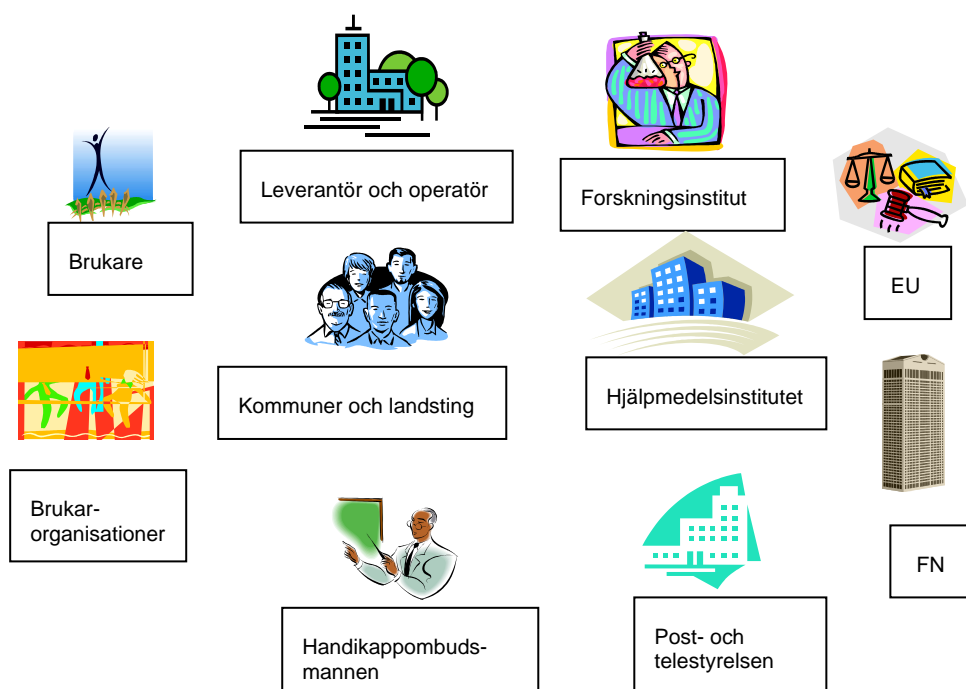 Leverantör och operatör
Forskningsinstitut
Brukare
EU
Kommuner och landsting
Hjälpmedelsinstitutet
Brukar-
organisationer
FN
Handikappombuds-
mannen
Post- och
telestyrelsen